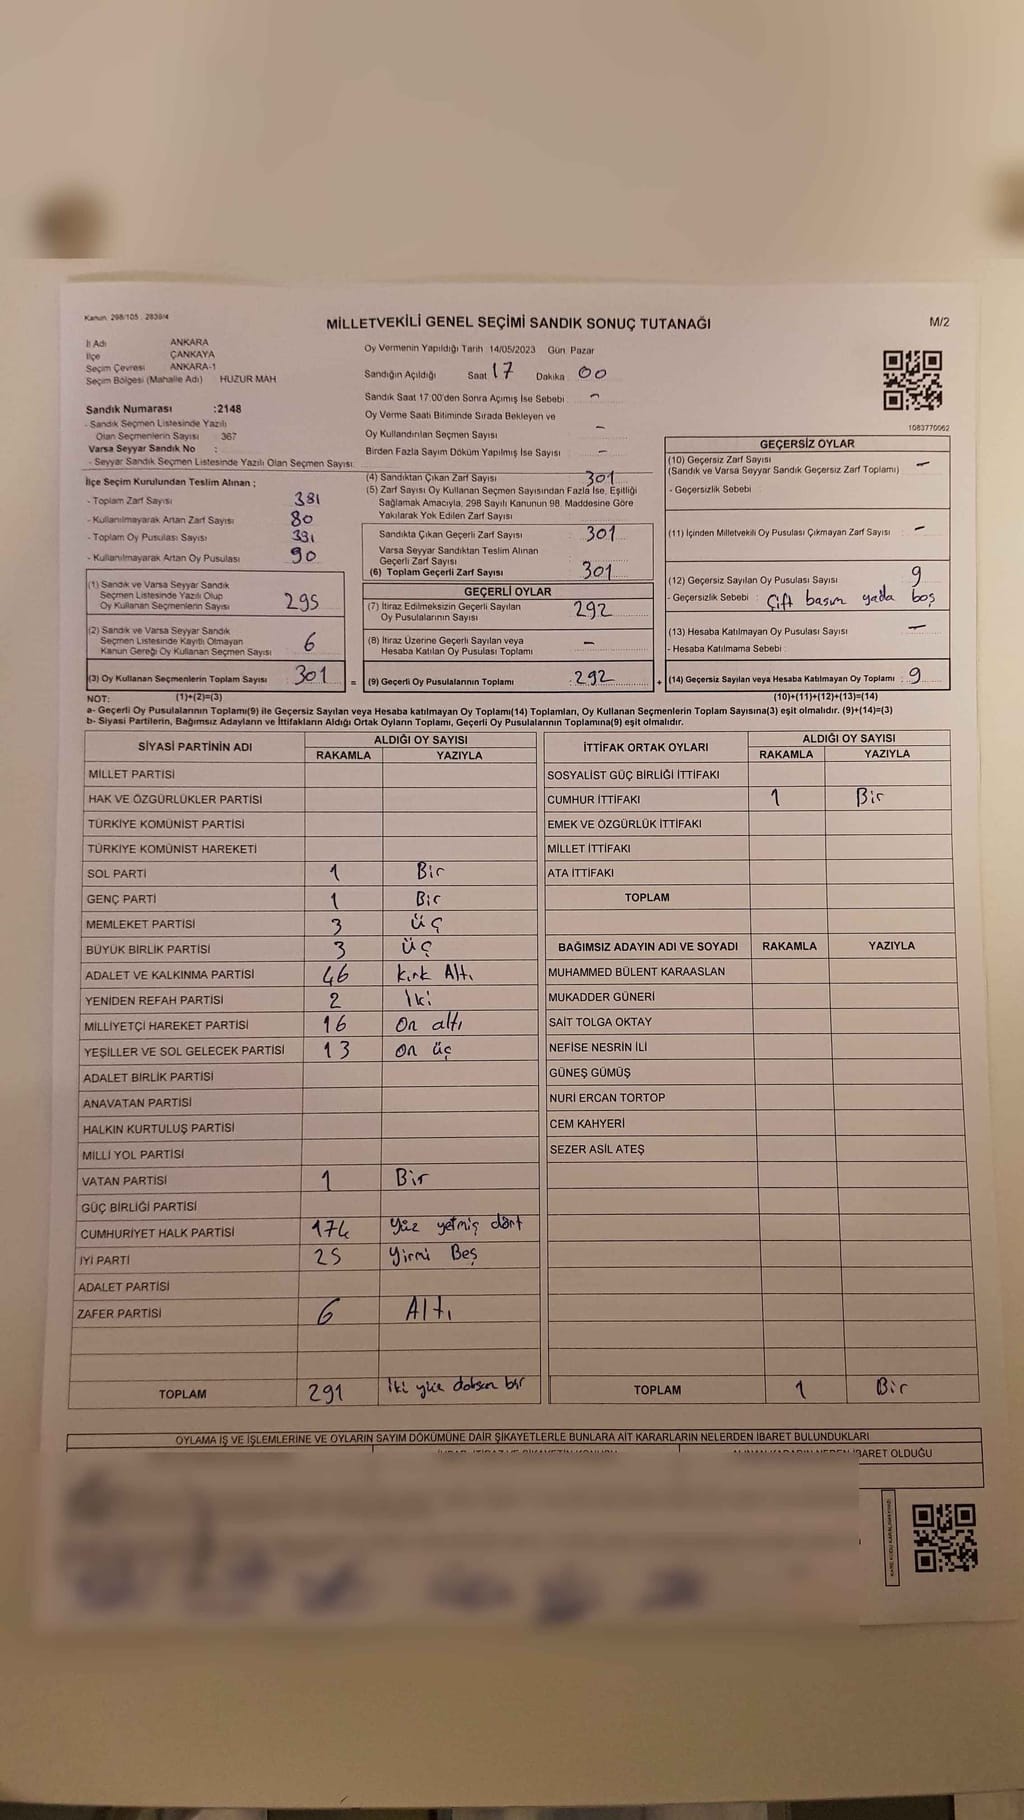 Kanun: 298/105 . 2839/4
MİLLETVEKİLİ GENEL SEÇİMİ SANDIK SONUÇ TUTANAĞI
M/2
İl Adı ANKARA
İlçe ÇANKAYA
Seçim Çevresi ANKARA-1
Seçim Bölgesi (Mahalle Adı) HUZUR MAH
Sandık Numarası :2148
- Sandık Seçmen Listesinde Yazılı
Olan Seçmenlerin Sayısı 367
Varsa Seyyar Sandık No :
- Seyyar Sandık Seçmen Listesinde Yazılı Olan Seçmen Sayısı:
Oy Vermenin Yapıldığı Tarih 14/05/2023 Gün Pazar
Sandığın Açıldığı Saat 17 Dakika 00
Sandık Saat 17:00'den Sonra Açımış İse Sebebi -
Oy Verme Saati Bitiminde Sırada Bekleyen ve
Oy Kullandırılan Seçmen Sayısı -
Birden Fazla Sayım Döküm Yapılmış İse Sayısı -
1083770062
İlçe Seçim Kurulundan Teslim Alınan ;
- Toplam Zarf Sayısı 381
- Kullanılmayarak Artan Zarf Sayısı 80
- Toplam Oy Pusulası Sayısı 391
- Kullanılmayarak Artan Oy Pusulası 90
(1) Sandık ve Varsa Seyyar Sandık
Seçmen Listesinde Yazılı Olup
Oy Kullanan Seçmenlerin Sayısı 295
(2) Sandık ve Varsa Seyyar Sandık
Seçmen Listesinde Kayıtlı Olmayan
Kanun Gereği Oy Kullanan Seçmen Sayısı 6
(3) Oy Kullanan Seçmenlerin Toplam Sayısı 301 =
(4) Sandıktan Çıkan Zarf Sayısı 301
(5) Zarf Sayısı Oy Kullanan Seçmen Sayısından Fazla İse, Eşitliği
Sağlamak Amacıyla, 298 Sayılı Kanunun 98. Maddesine Göre
Yakılarak Yok Edilen Zarf Sayısı
Sandıkta Çıkan Geçerli Zarf Sayısı 301
Varsa Seyyar Sandıktan Teslim Alınan
Geçerli Zarf Sayısı
(6) Toplam Geçerli Zarf Sayısı 301
GEÇERLİ OYLAR
(7) İtiraz Edilmeksizin Geçerli Sayılan
Oy Pusulalarının Sayısı 292
(8) İtiraz Üzerine Geçerli Sayılan veya
Hesaba Katılan Oy Pusulası Toplamı -
(9) Geçerli Oy Pusulalarının Toplamı :292 +
GEÇERSİZ OYLAR
(10) Geçersiz Zarf Sayısı -
(Sandık ve Varsa Seyyar Sandık Geçersiz Zarf Toplamı)
- Geçersizlik Sebebi
(11) İçinden Milletvekili Oy Pusulası Çıkmayan Zarf Sayısı -
(12) Geçersiz Sayılan Oy Pusulası Sayısı 9
- Geçersizlik Sebebi : Çift basım yada boş
(13) Hesaba Katılmayan Oy Pusulası Sayısı -
- Hesaba Katılmama Sebebi
(14) Geçersiz Sayılan veya Hesaba Katılmayan Oy Toplamı : 9
NOT: (1)+(2)=(3) (10)+(11)+(12)+(13)=(14)
a- Geçerli Oy Pusulalarının Toplamı(9) ile Geçersiz Sayılan veya Hesaba katılmayan Oy Toplamı(14) Toplamları, Oy Kullanan Seçmenlerin Toplam Sayısına(3) eşit olmalıdır. (9)+(14)=(3)
b- Siyasi Partilerin, Bağımsız Adayların ve İttifakların Aldığı Ortak Oyların Toplamı, Geçerli Oy Pusulalarının Toplamına(9) eşit olmalıdır.
SİYASİ PARTİNİN ADI ALDIĞI OY SAYISI
RAKAMLA YAZIYLA
MİLLET PARTİSİ
HAK VE ÖZGÜRLÜKLER PARTİSİ
TÜRKİYE KOMÜNİST PARTİSİ
TÜRKİYE KOMÜNİST HAREKETİ
SOL PARTİ 1 Bir
GENÇ PARTİ 1 Bir
MEMLEKET PARTİSİ 3 üç
BÜYÜK BİRLİK PARTİSİ 3 üç
ADALET VE KALKINMA PARTİSİ 46 kırk Altı
YENİDEN REFAH PARTİSİ 2 İki
MİLLİYETÇİ HAREKET PARTİSİ 16 On altı
YEŞİLLER VE SOL GELECEK PARTİSİ 13 on üç
ADALET BİRLİK PARTİSİ
ANAVATAN PARTİSİ
HALKIN KURTULUŞ PARTİSİ
MİLLİ YOL PARTİSİ
VATAN PARTİSİ 1 Bir
GÜÇ BİRLİĞİ PARTİSİ
CUMHURİYET HALK PARTİSİ 174 Yüz yetmiş dört
İYİ PARTİ 25 Yirmi Beş
ADALET PARTİSİ
ZAFER PARTİSİ 6 Altı
TOPLAM 291 İki yüz doksan bir
İTTİFAK ORTAK OYLARI ALDIĞI OY SAYISI
RAKAMLA YAZIYLA
SOSYALİST GÜÇ BİRLİĞİ İTTİFAKI
CUMHUR İTTİFAKI 1 Bir
EMEK VE ÖZGÜRLÜK İTTİFAKI
MİLLET İTTİFAKI
ATA İTTİFAKI
TOPLAM
BAĞIMSIZ ADAYIN ADI VE SOYADI RAKAMLA YAZIYLA
MUHAMMED BÜLENT KARAASLAN
MUKADDER GÜNERİ
SAİT TOLGA OKTAY
NEFİSE NESRİN İLİ
GÜNEŞ GÜMÜŞ
NURİ ERCAN TORTOP
CEM KAHYERİ
SEZER ASİL ATEŞ
TOPLAM 1 Bir
OYLAMA İŞ VE İŞLEMLERİNE VE OYLARIN SAYIM DÖKÜMÜNE DAİR ŞİKAYETLERLE BUNLARA AİT KARARLARIN NELERDEN İBARET BULUNDUKLARI
İBARET OLDUĞU